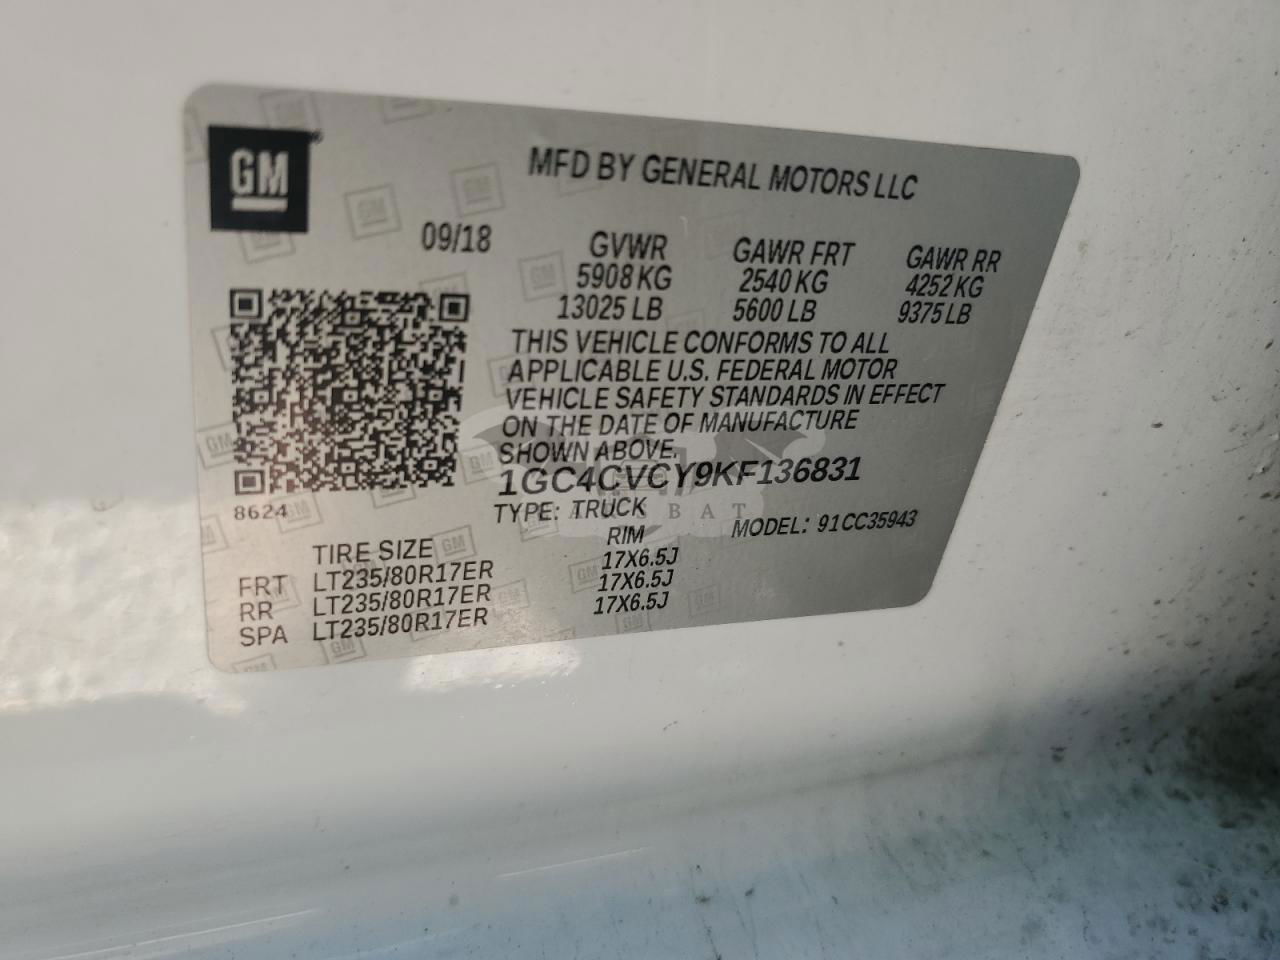 GM
MFD BY GENERAL MOTORS LLC
09/18
GVWR GAWR FRT GAWR RR
5908 KG 2540 KG 4252 KG
13025 LB 5600 LB 9375 LB
THIS VEHICLE CONFORMS TO ALL
APPLICABLE U.S. FEDERAL MOTOR
VEHICLE SAFETY STANDARDS IN EFFECT
ON THE DATE OF MANUFACTURE
SHOWN ABOVE.
1GC4CVCY9KF136831
8624
TYPE: TRUCK MODEL: 91CC35943
TIRE SIZE RIM
FRT LT235/80R17ER 17X6.5J
RR LT235/80R17ER 17X6.5J
SPA LT235/80R17ER 17X6.5J